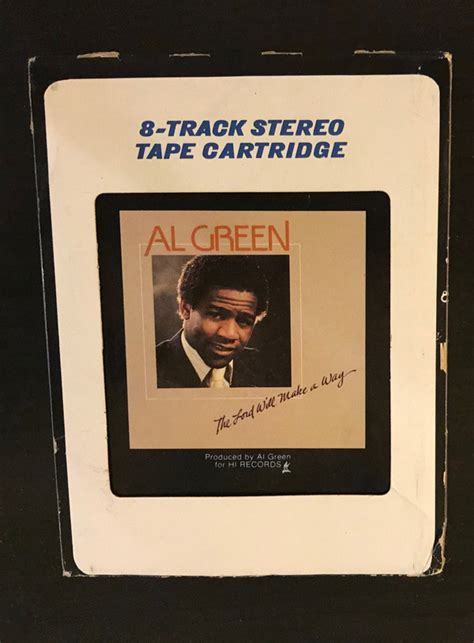 8-TRACK STEREO
TAPE CARTRIDGE
AL GREEN
The Lord Will Make a Way
Produced by Al Green
for HI RECORDS